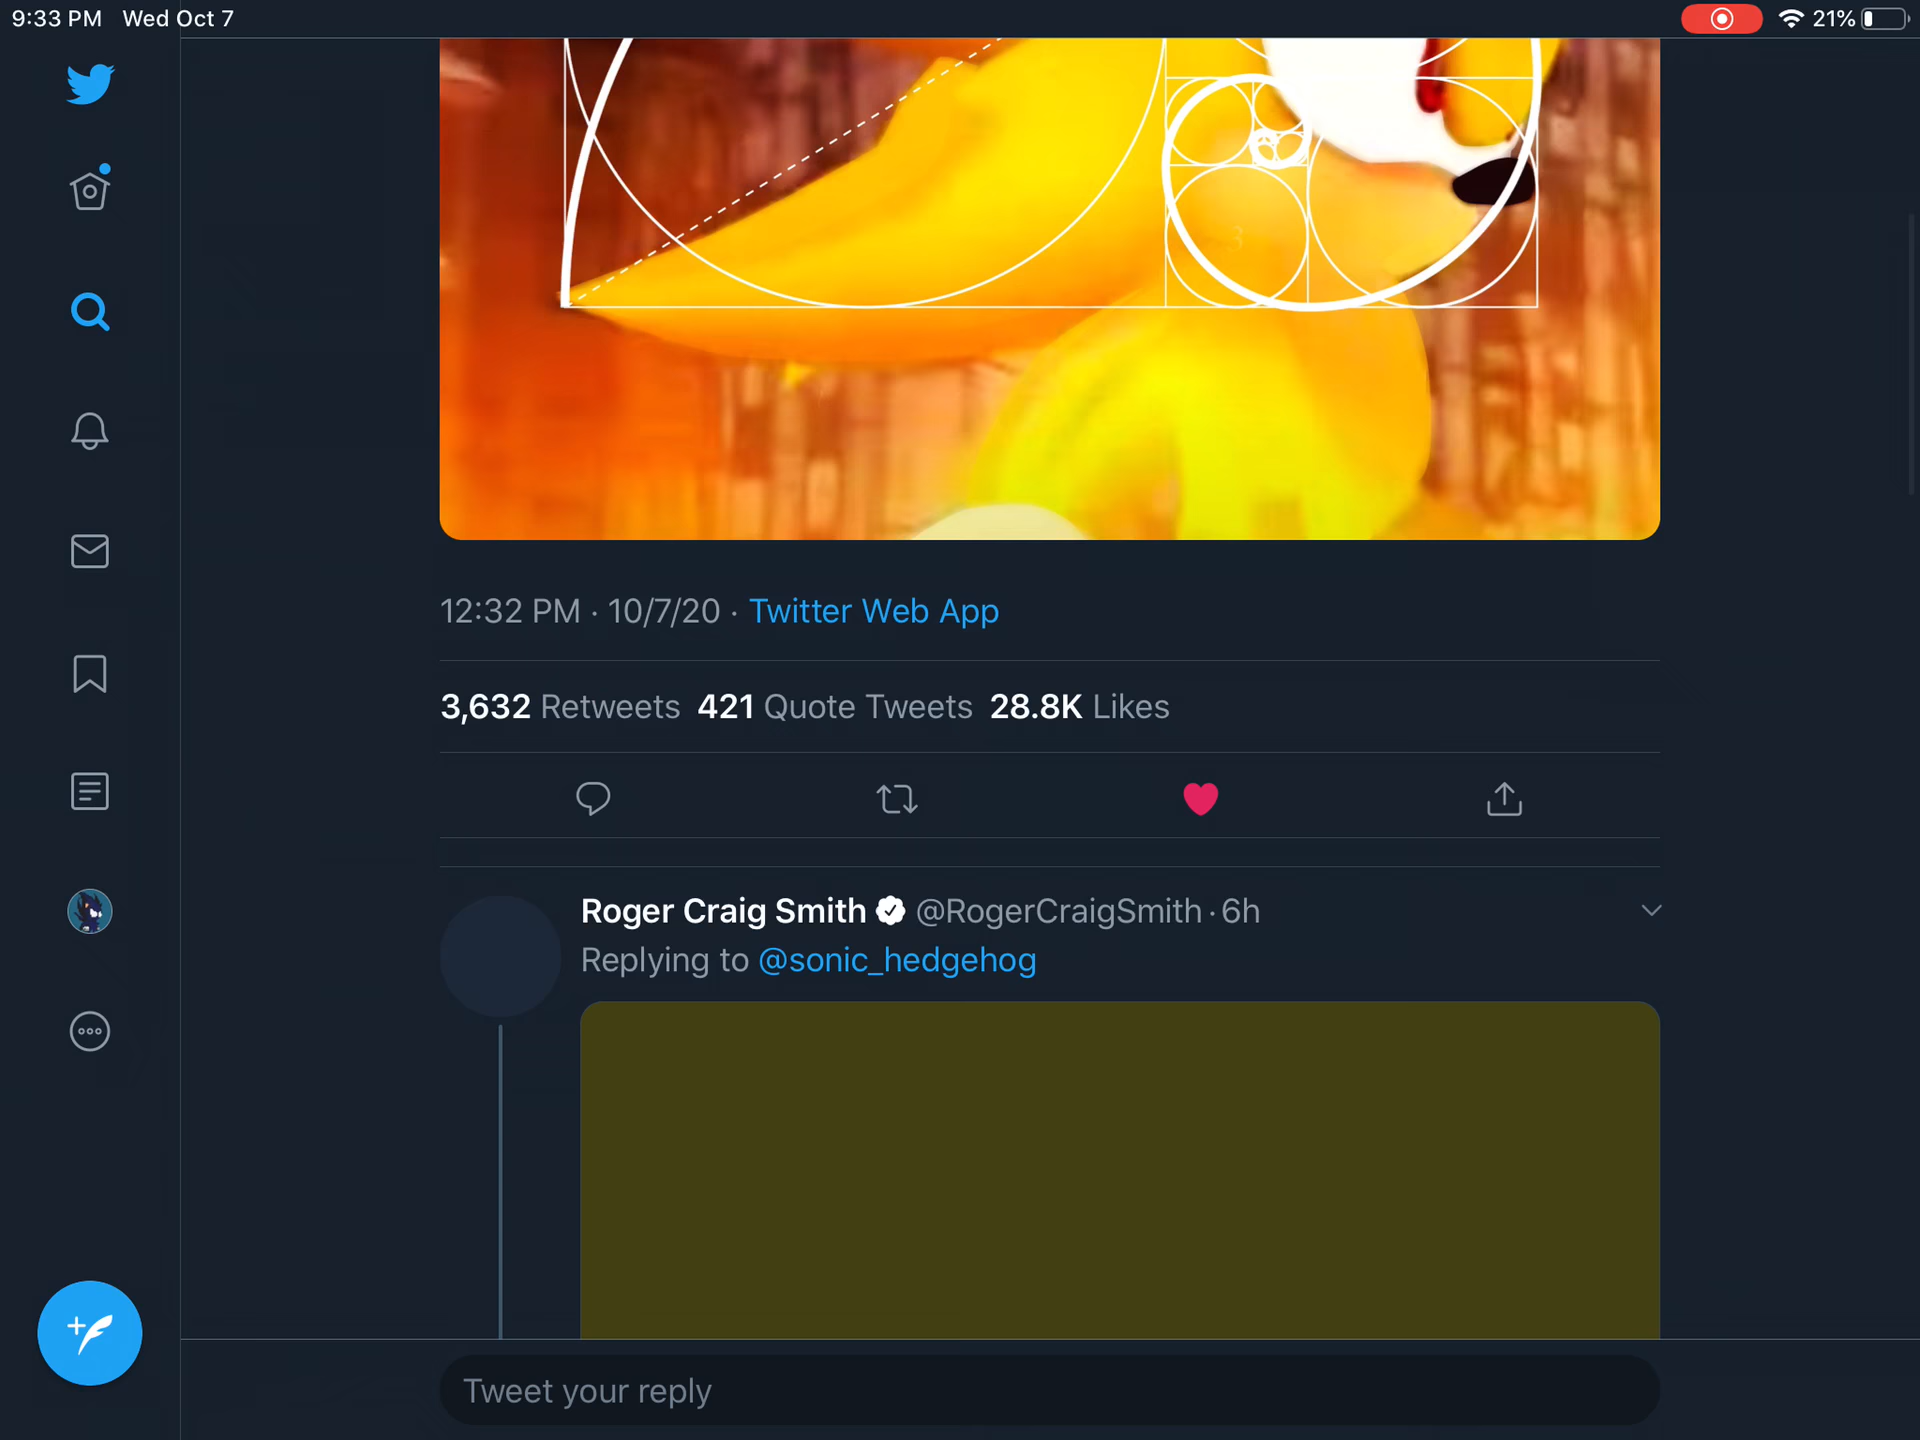 9:33 PM Wed Oct 7
21%
3
12:32 PM · 10/7/20 · Twitter Web App
3,632 Retweets 421 Quote Tweets 28.8K Likes
Roger Craig Smith @RogerCraigSmith · 6h
Replying to @sonic_hedgehog
Tweet your reply